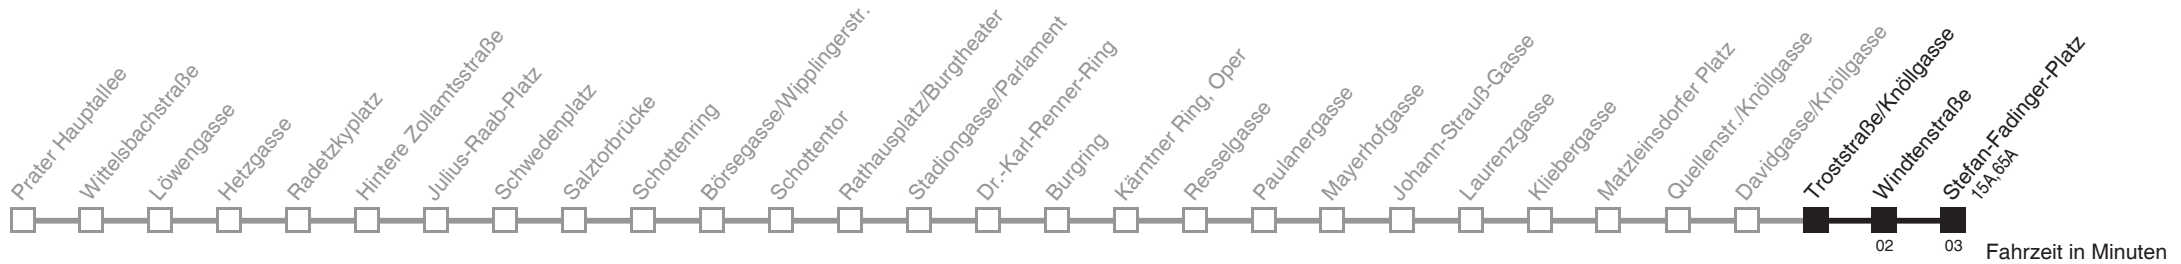 Prater Hauptallee
Wittelsbachstraße
Löwengasse
Hetzgasse
Radetzkyplatz
Hintere Zollamtsstraße
Julius-Raab-Platz
Schwedenplatz
Salztorbrücke
Schottenring
Börsegasse/Wipplingerstr.
Schottentor
Rathausplatz/Burgtheater
Stadiongasse/Parlament
Dr.-Karl-Renner-Ring
Burgring
Kärntner Ring, Oper
Resselgasse
Paulanergasse
Mayerhofgasse
Johann-Strauß-Gasse
Laurenzgasse
Kliebergasse
Matzleinsdorfer Platz
Quellenstr./Knöllgasse
Davidgasse/Knöllgasse
Troststraße/Knöllgasse
Windtenstraße
Stefan-Fadinger-Platz
15A,65A
02
03
Fahrzeit in Minuten